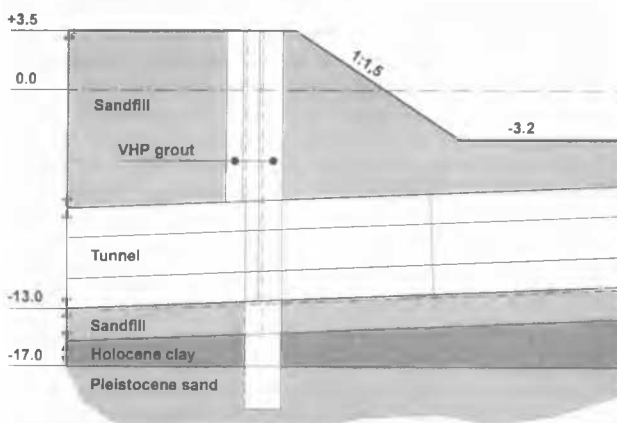 +3.5
1:1,5
0.0
Sandfill
-3.2
VHP grout
Tunnel
-13.0
Sandfill
Holocene clay
-17.0
Pleistocene sand